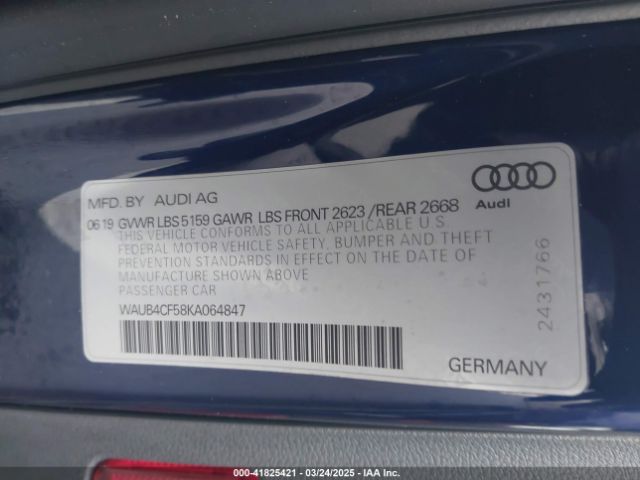 MFD. BY AUDI AG
06 19 GVWR LBS 5159 GAWR LBS FRONT 2623 /REAR 2668
THIS VEHICLE CONFORMS TO ALL APPLICABLE U.S.
FEDERAL MOTOR VEHICLE SAFETY, BUMPER AND THEFT
PREVENTION STANDARDS IN EFFECT ON THE DATE OF
MANUFACTURE SHOWN ABOVE
PASSENGER CAR
WAUB4CF58KA064847
Audi
2431766
GERMANY
000-41825421 - 03/24/2025 - IAA Inc.